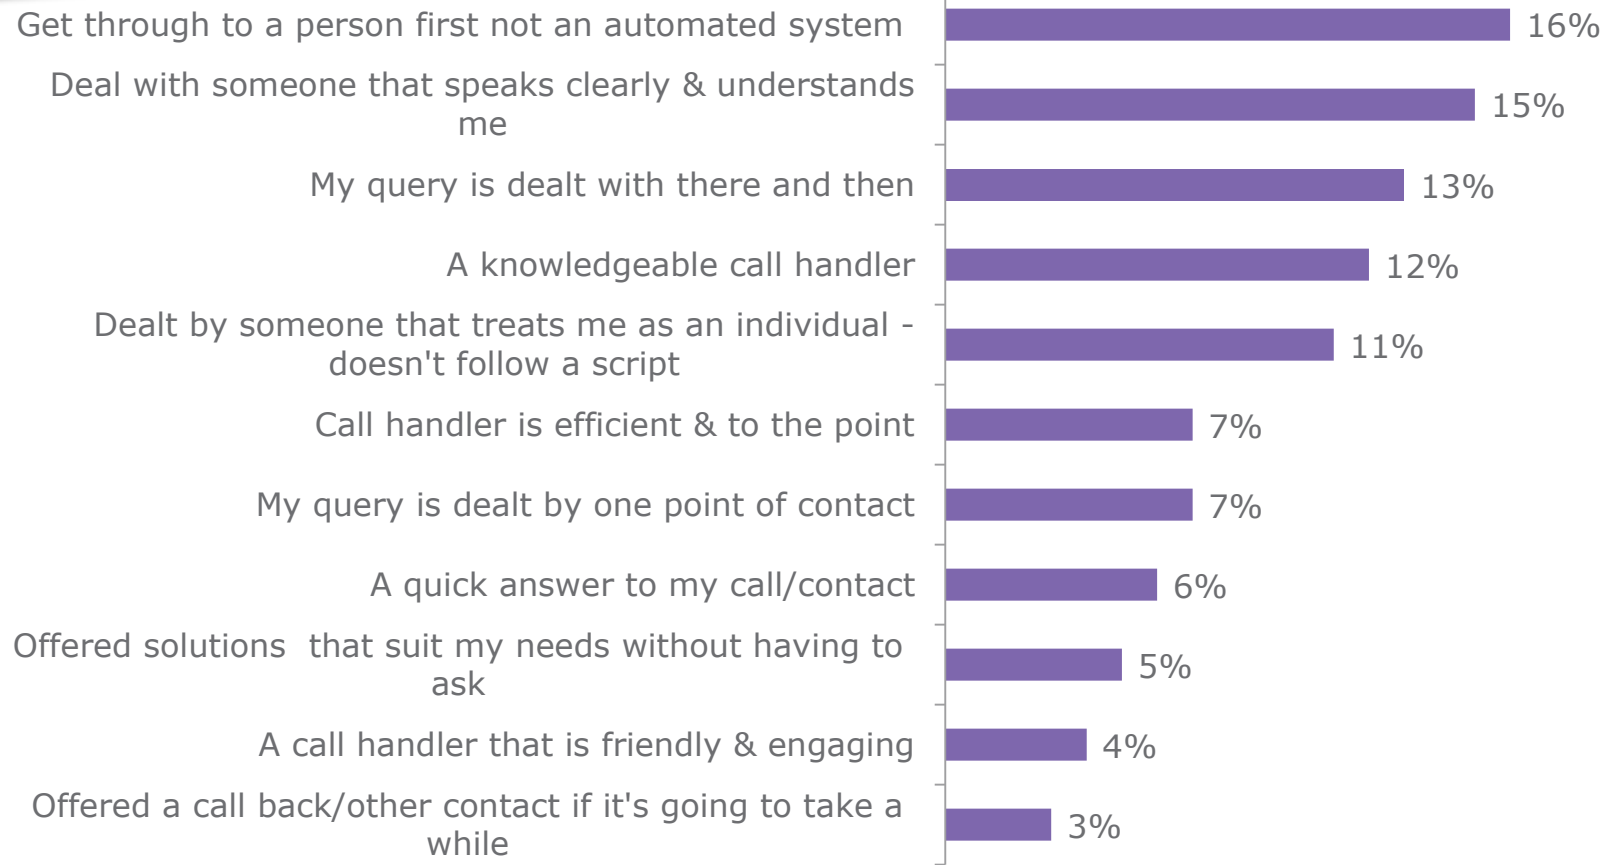 Get through to a person first not an automated system
16%
Deal with someone that speaks clearly & understands
me
15%
My query is dealt with there and then
13%
A knowledgeable call handler
12%
Dealt by someone that treats me as an individual -
doesn't follow a script
11%
Call handler is efficient & to the point
7%
My query is dealt by one point of contact
7%
A quick answer to my call/contact
6%
Offered solutions  that suit my needs without having to
ask
5%
A call handler that is friendly & engaging
4%
Offered a call back/other contact if it's going to take a
while
3%